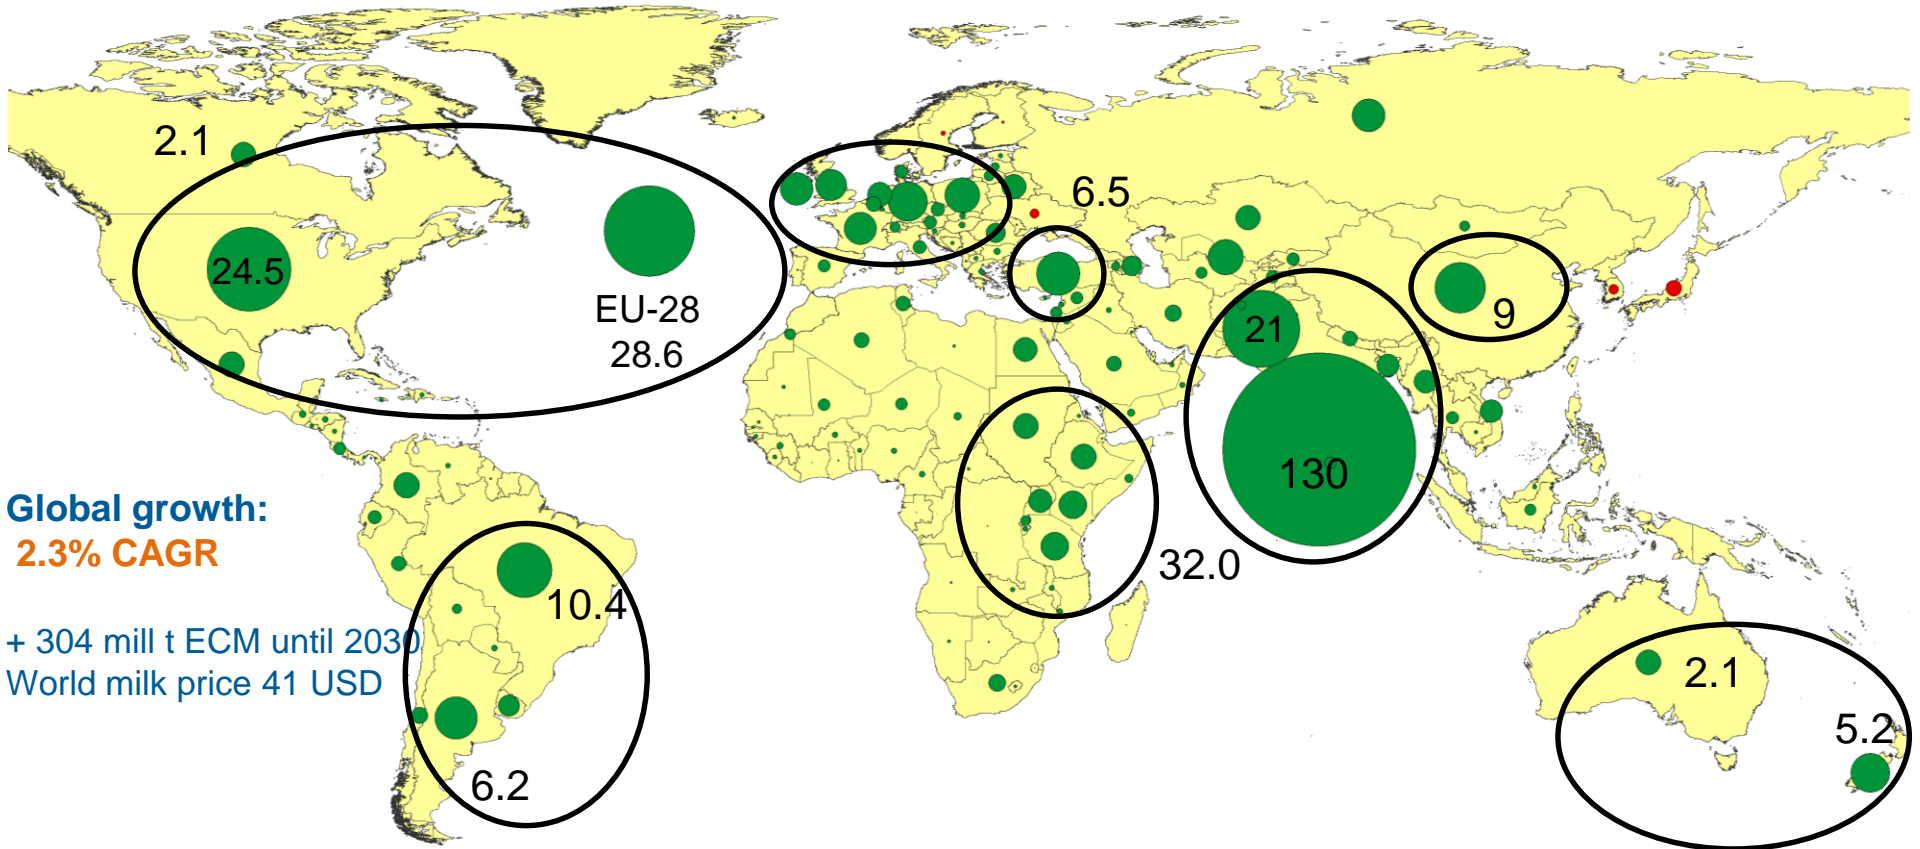 2.1
24.5
EU-28
28.6
6.5
9
21
130
32.0
Global growth:
2.3% CAGR
+ 304 mill t ECM until 2030
World milk price 41 USD
10.4
6.2
2.1
5.2